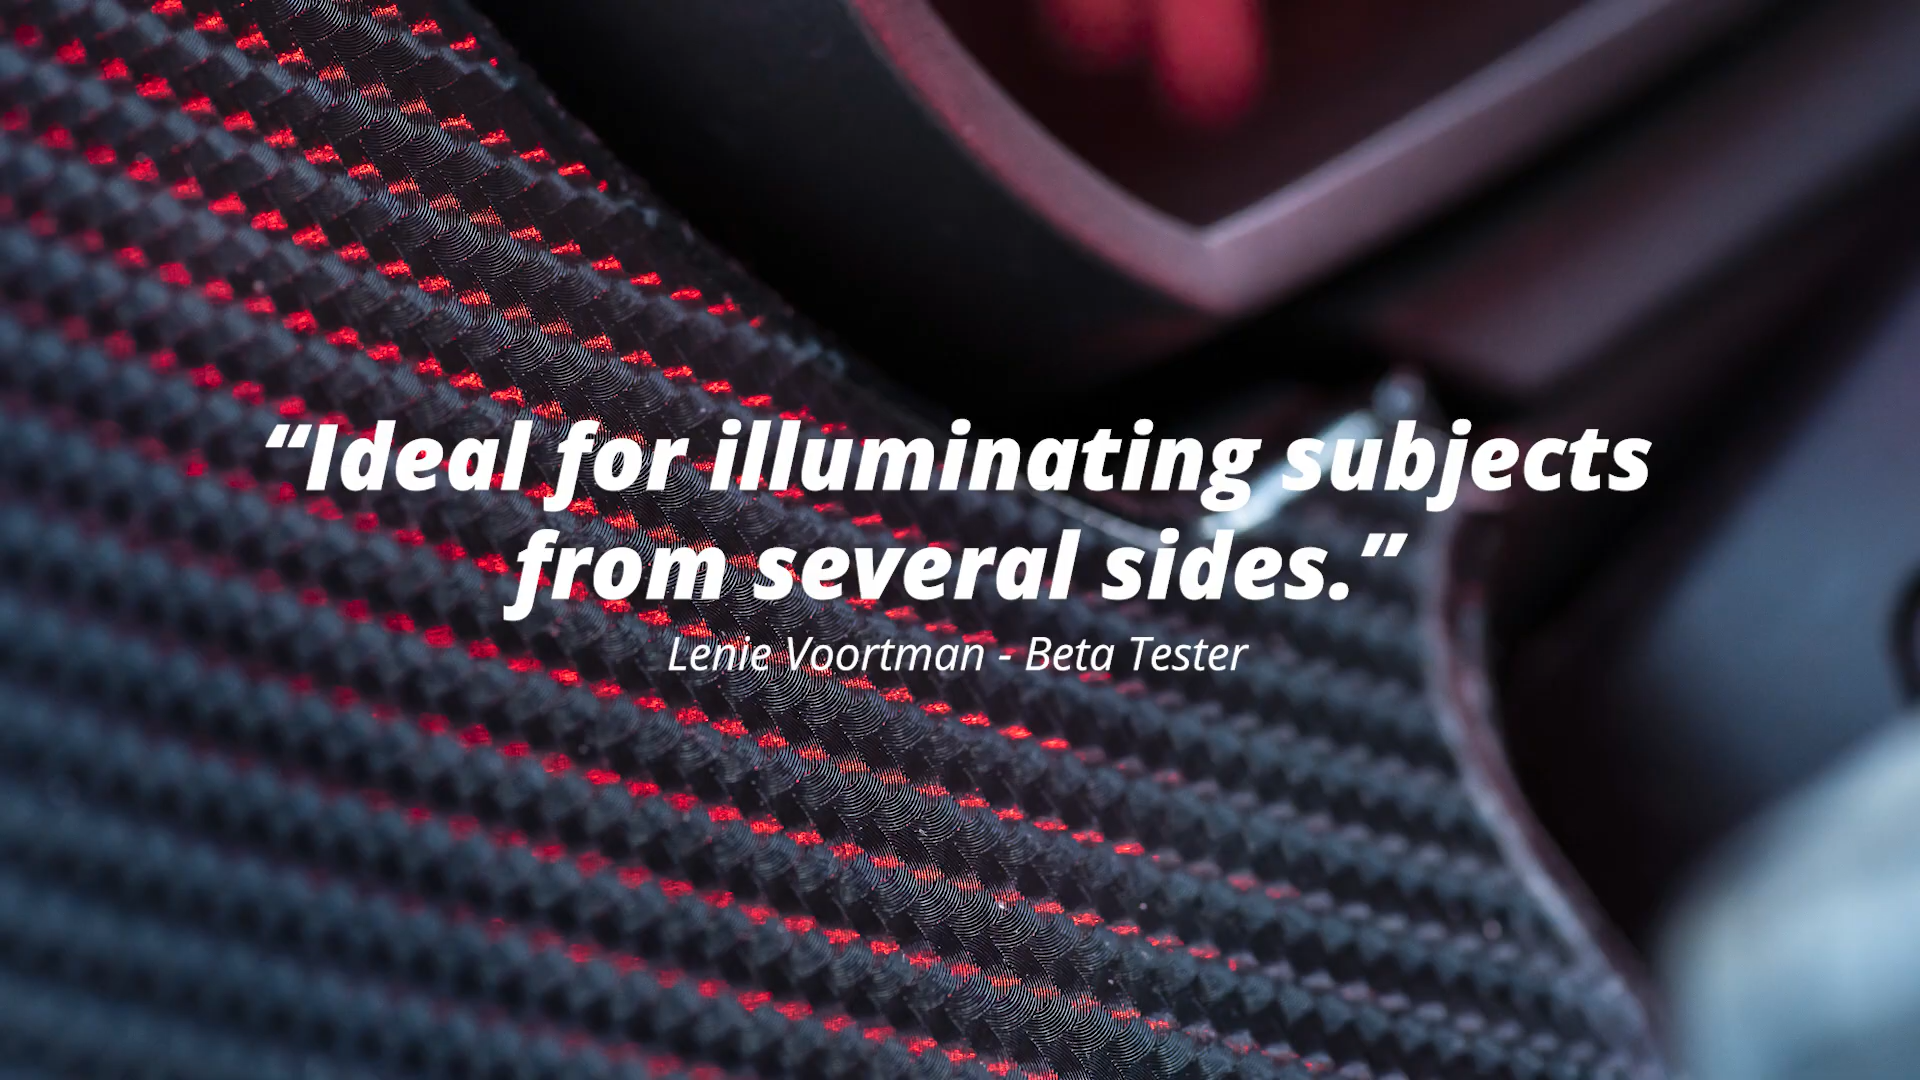 “Ideal for illuminating subjects
from several sides.”
Lenie Voortman - Beta Tester